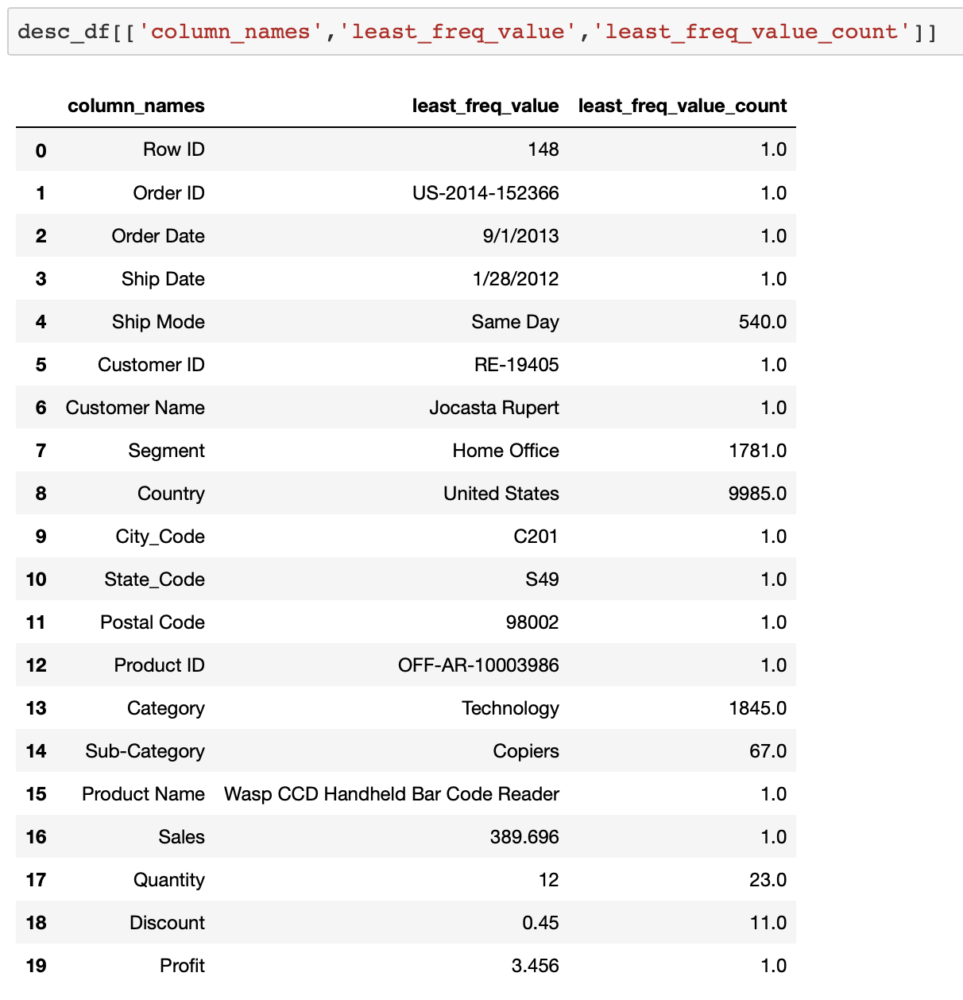 desc_df[['column_names','least_freq_value','least_freq_value_count']]
column_names least_freq_value least_freq_value_count
0 Row ID 148 1.0
1 Order ID US-2014-152366 1.0
2 Order Date 9/1/2013 1.0
3 Ship Date 1/28/2012 1.0
4 Ship Mode Same Day 540.0
5 Customer ID RE-19405 1.0
6 Customer Name Jocasta Rupert 1.0
7 Segment Home Office 1781.0
8 Country United States 9985.0
9 City_Code C201 1.0
10 State_Code S49 1.0
11 Postal Code 98002 1.0
12 Product ID OFF-AR-10003986 1.0
13 Category Technology 1845.0
14 Sub-Category Copiers 67.0
15 Product Name Wasp CCD Handheld Bar Code Reader 1.0
16 Sales 389.696 1.0
17 Quantity 12 23.0
18 Discount 0.45 11.0
19 Profit 3.456 1.0